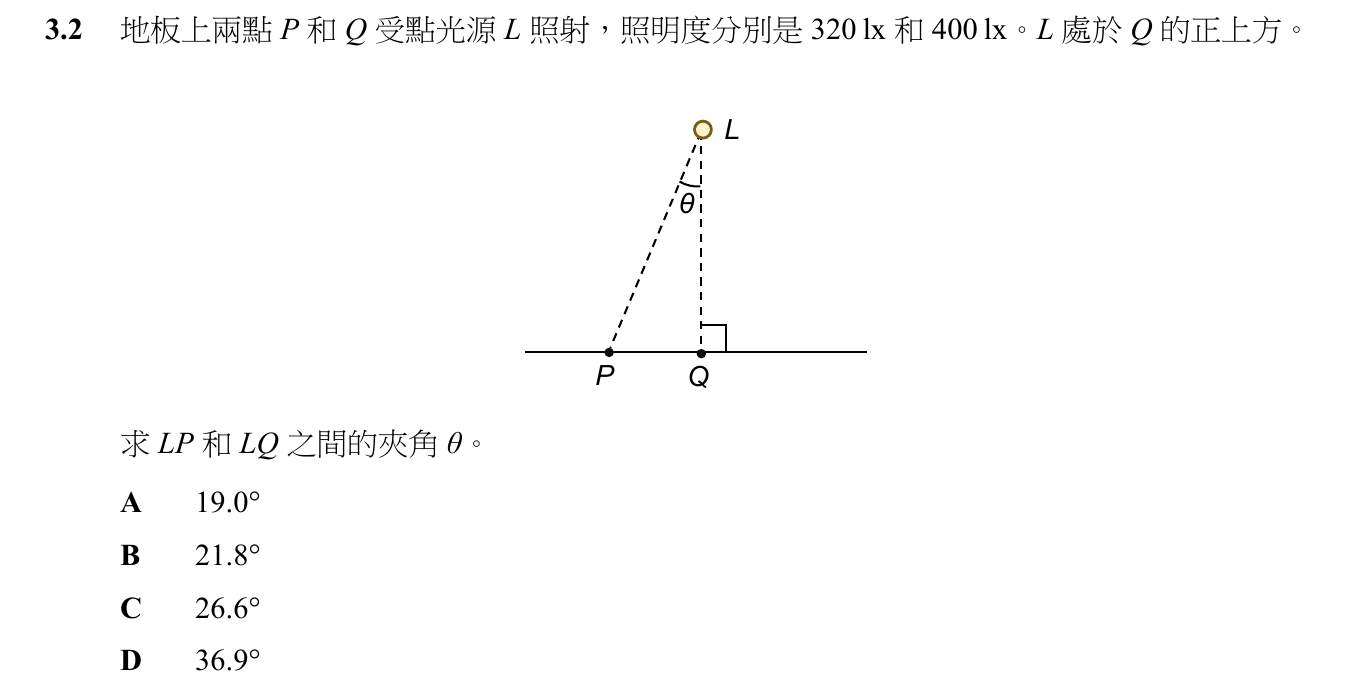 3.2 地板上兩點 P 和 Q 受點光源 L 照射，照明度分別是 320 lx 和 400 lx。L 處於 Q 的正上方。
L
θ
P Q
求 LP 和 LQ 之間的夾角 θ。
A 19.0°
B 21.8°
C 26.6°
D 36.9°